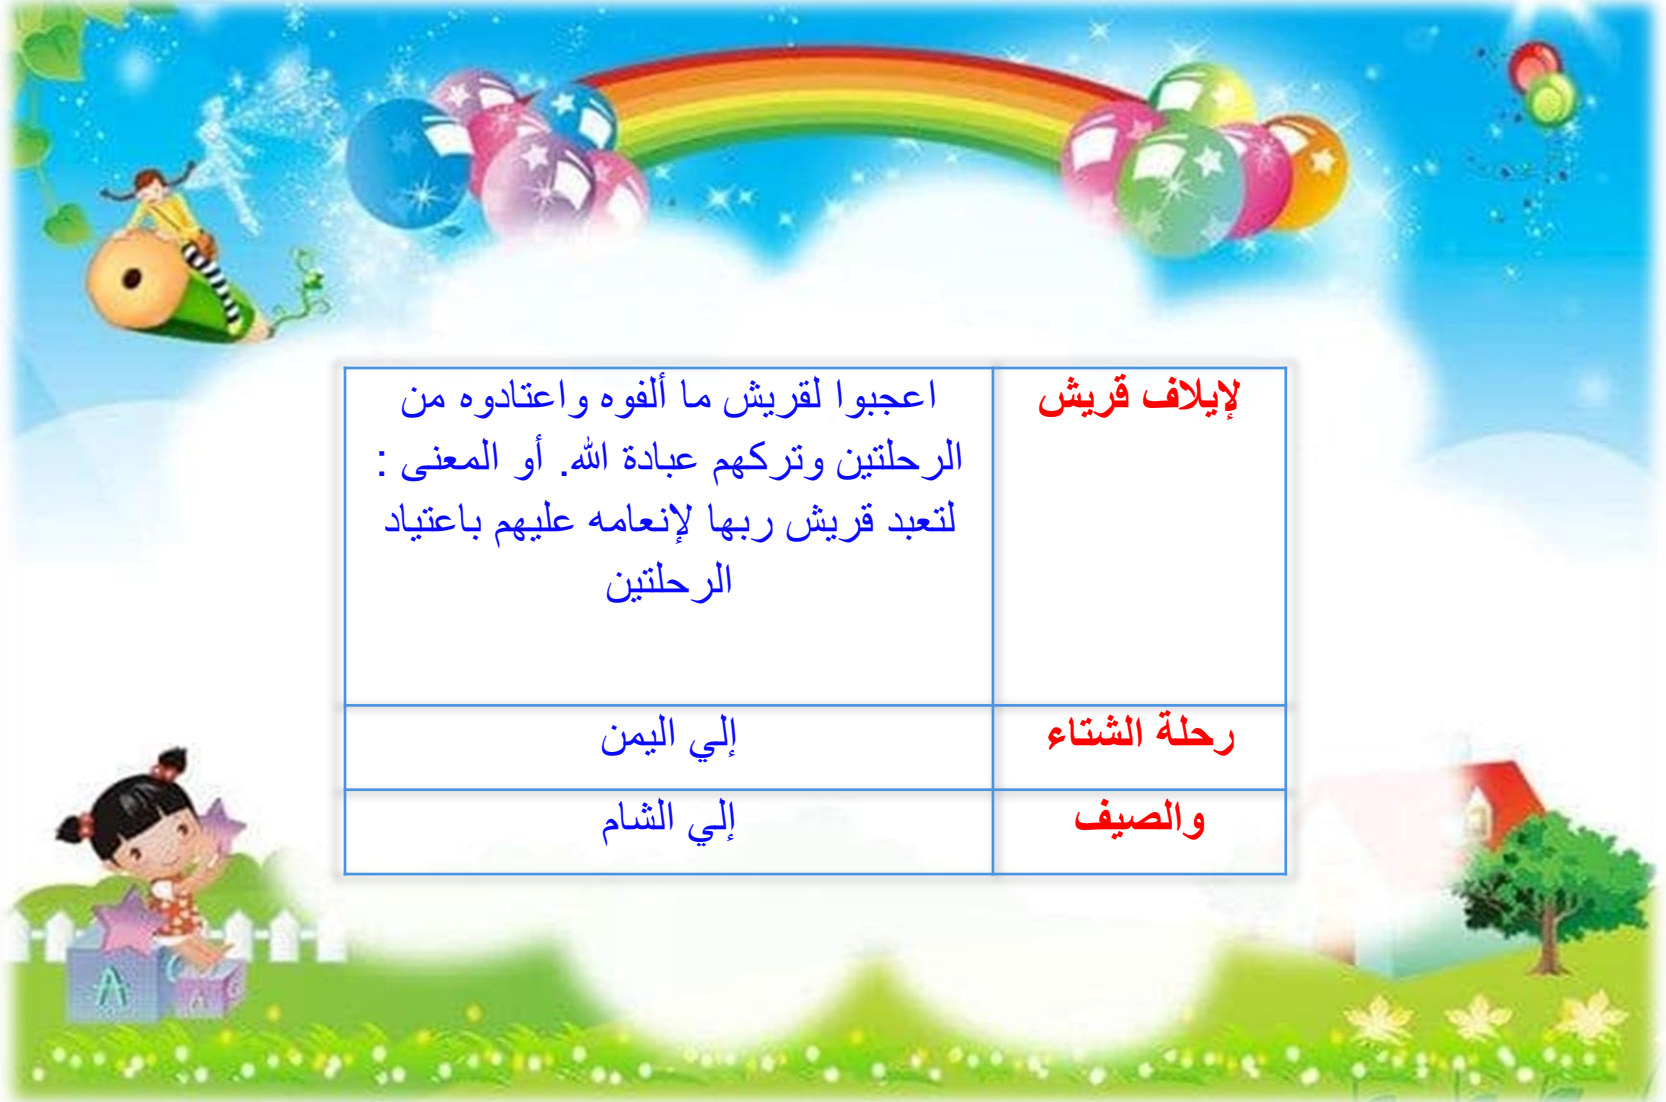 لإيلاف قريش
اعجبوا لقريش ما ألفوه واعتادوه من
الرحلتين وتركهم عبادة الله. أو المعنى :
لتعبد قريش ربها لإنعامه عليهم باعتياد
الرحلتين
رحلة الشتاء
إلي اليمن
والصيف
إلي الشام
A
A